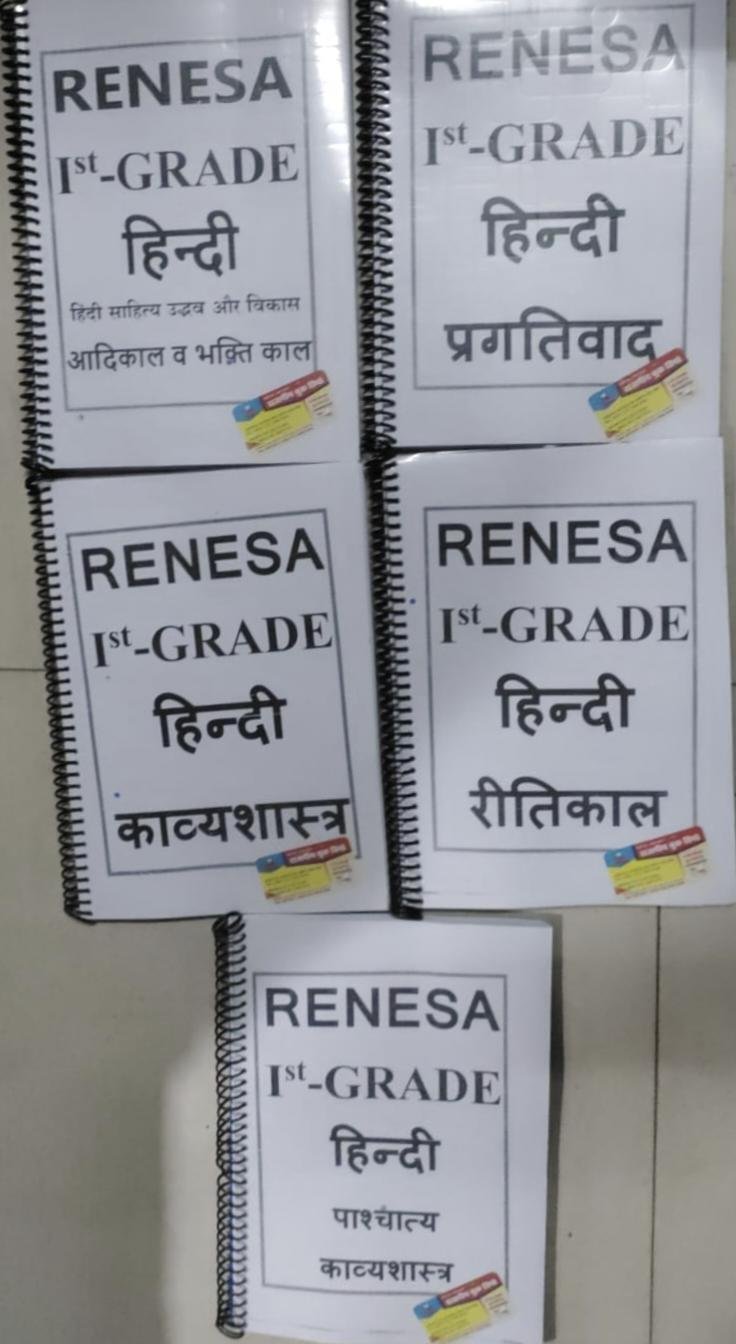 RENESA
Ist-GRADE
हिन्दी
हिंदी साहित्य उद्भव और विकास
आदिकाल व भक्ति काल
RENESA
Ist-GRADE
हिन्दी
प्रगतिवाद
RENESA
Ist-GRADE
हिन्दी
काव्यशास्त्र
RENESA
Ist-GRADE
हिन्दी
रीतिकाल
RENESA
Ist-GRADE
हिन्दी
पाश्चात्य
काव्यशास्त्र